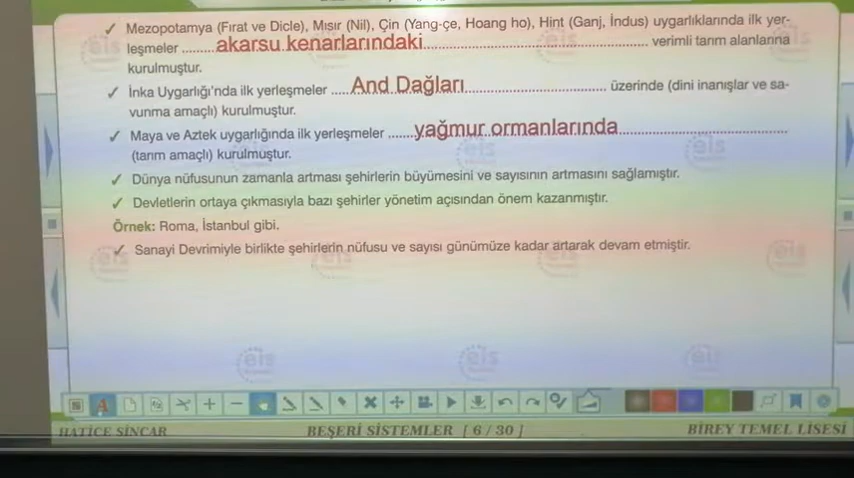 ✓ Mezopotamya (Fırat ve Dicle), Mısır (Nil), Çin (Yang-çe, Hoang ho), Hint (Ganj, İndus) uygarlıklarında ilk yer-
leşmeler ........akarsu kenarlarındaki........ verimli tarım alanlarına
kurulmuştur.
✓ İnka Uygarlığı'nda ilk yerleşmeler .....And Dağları........ üzerinde (dini inanışlar ve sa-
vunma amaçlı) kurulmuştur.
✓ Maya ve Aztek uygarlığında ilk yerleşmeler .......yağmur ormanlarında........
(tarım amaçlı) kurulmuştur.
✓ Dünya nüfusunun zamanla artması şehirlerin büyümesini ve sayısının artmasını sağlamıştır.
✓ Devletlerin ortaya çıkmasıyla bazı şehirler yönetim açısından önem kazanmıştır.
Örnek: Roma, İstanbul gibi.
✓ Sanayi Devrimiyle birlikte şehirlerin nüfusu ve sayısı günümüze kadar artarak devam etmiştir.
eis eis eis
HATİCE SİNCAR BEŞERİ SİSTEMLER [ 6 / 30 ] BİREY TEMEL LİSESİ